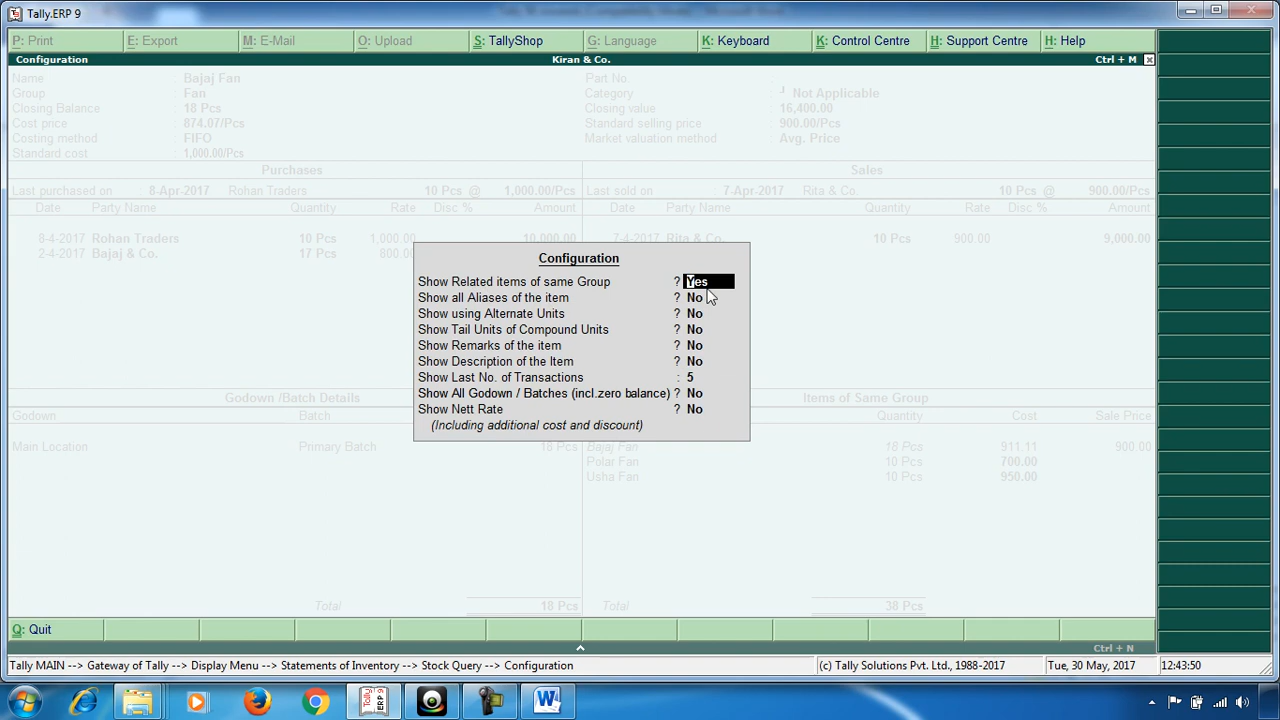 Tally.ERP 9
P: Print E: Export M: E-Mail O: Upload S: TallyShop G: Language K: Keyboard K: Control Centre H: Support Centre H: Help
Configuration Kiran & Co. Ctrl + M
Name : Bajaj Fan Part No. :
Group : Fan Category : ┘ Not Applicable
Closing Balance : 18 Pcs Closing value : 16,400.00
Cost price : 874.07/Pcs Standard selling price : 900.00/Pcs
Costing method : FIFO Market valuation method : Avg. Price
Standard cost : 1,000.00/Pcs
Purchases Sales
Last purchased on : 8-Apr-2017 Rohan Traders 10 Pcs @ 1,000.00/Pcs Last sold on : 7-Apr-2017 Rita & Co. 10 Pcs @ 900.00/Pcs
Date Party Name Quantity Rate Disc % Amount Date Party Name Quantity Rate Disc % Amount
8-4-2017 Rohan Traders 10 Pcs 1,000.00 10,000.00 7-4-2017 Rita & Co. 10 Pcs 900.00 9,000.00
2-4-2017 Bajaj & Co. 17 Pcs 800.
Configuration
Show Related items of same Group ? Yes
Show all Aliases of the item ? No
Show using Alternate Units ? No
Show Tail Units of Compound Units ? No
Show Remarks of the item ? No
Show Description of the Item ? No
Show Last No. of Transactions : 5
Show All Godown / Batches (incl.zero balance) ? No
Show Nett Rate ? No
(Including additional cost and discount)
Godown /Batch Details Items of Same Group
Godown Batch Quantity Cost Sale Price
Main Location Primary Batch 18 Pcs Bajaj Fan 18 Pcs 911.11 900.00
Polar Fan 10 Pcs 700.00
Usha Fan 10 Pcs 950.00
Total 18 Pcs Total 38 Pcs
Q: Quit
Ctrl + N
Tally MAIN --> Gateway of Tally --> Display Menu --> Statements of Inventory --> Stock Query --> Configuration (c) Tally Solutions Pvt. Ltd., 1988-2017 Tue, 30 May, 2017 12:43:50